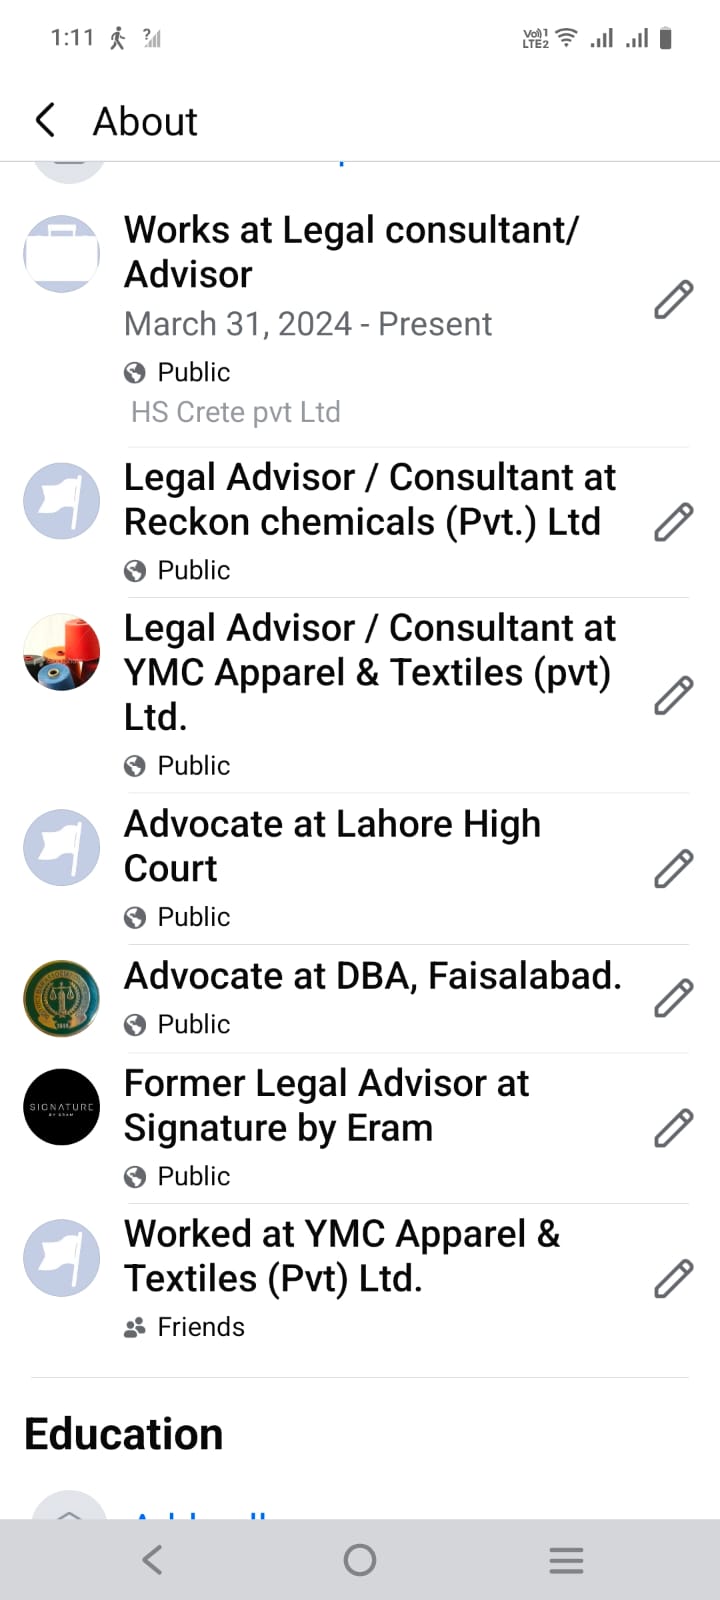 1:11
Vo)) 1
LTE2
About
Works at Legal consultant/
Advisor
March 31, 2024 - Present
Public
HS Crete pvt Ltd
Legal Advisor / Consultant at
Reckon chemicals (Pvt.) Ltd
Public
Legal Advisor / Consultant at
YMC Apparel & Textiles (pvt)
Ltd.
Public
Advocate at Lahore High
Court
Public
Advocate at DBA, Faisalabad.
Public
SIGNATURE
BY ERAM
Former Legal Advisor at
Signature by Eram
Public
Worked at YMC Apparel &
Textiles (Pvt) Ltd.
Friends
Education